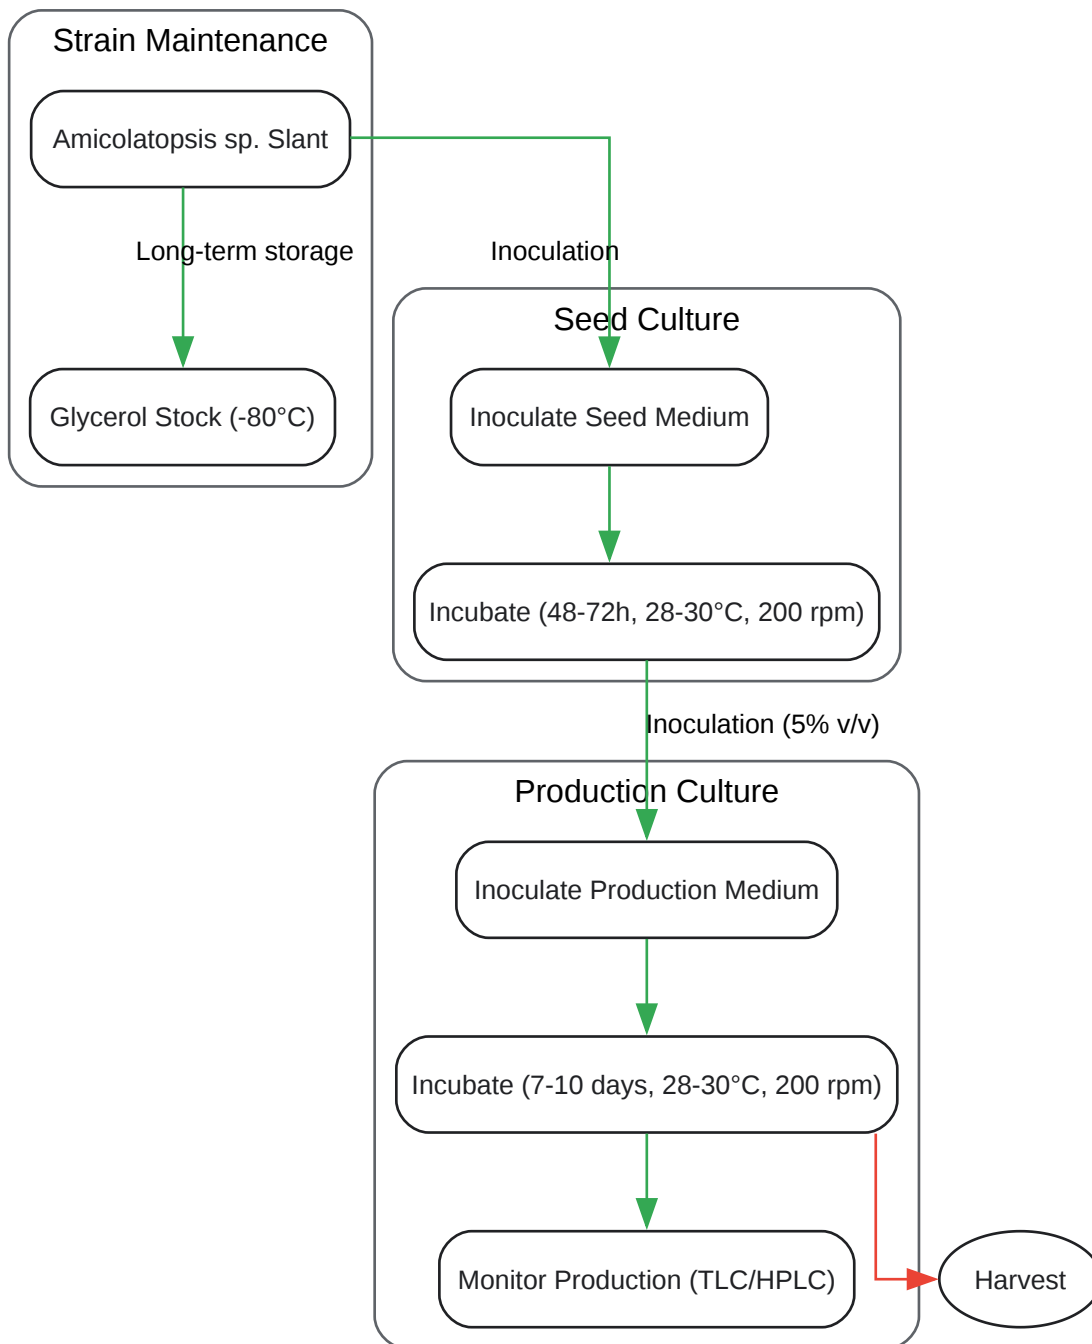 Strain Maintenance
Amicolatopsis sp. Slant
Long-term storage
Inoculation
Glycerol Stock (-80°C)
Seed Culture
Inoculate Seed Medium
Incubate (48-72h, 28-30°C, 200 rpm)
Inoculation (5% v/v)
Production Culture
Inoculate Production Medium
Incubate (7-10 days, 28-30°C, 200 rpm)
Monitor Production (TLC/HPLC)
Harvest